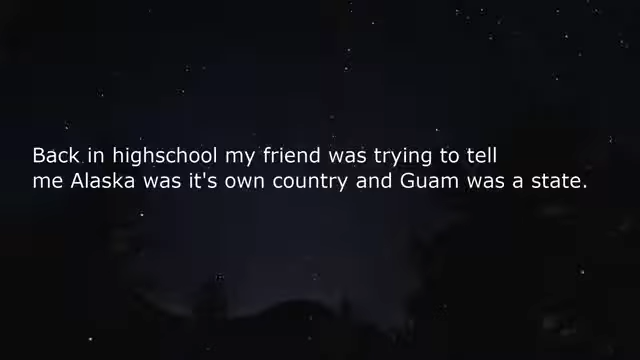 Back in highschool my friend was trying to tell
me Alaska was it's own country and Guam was a state.